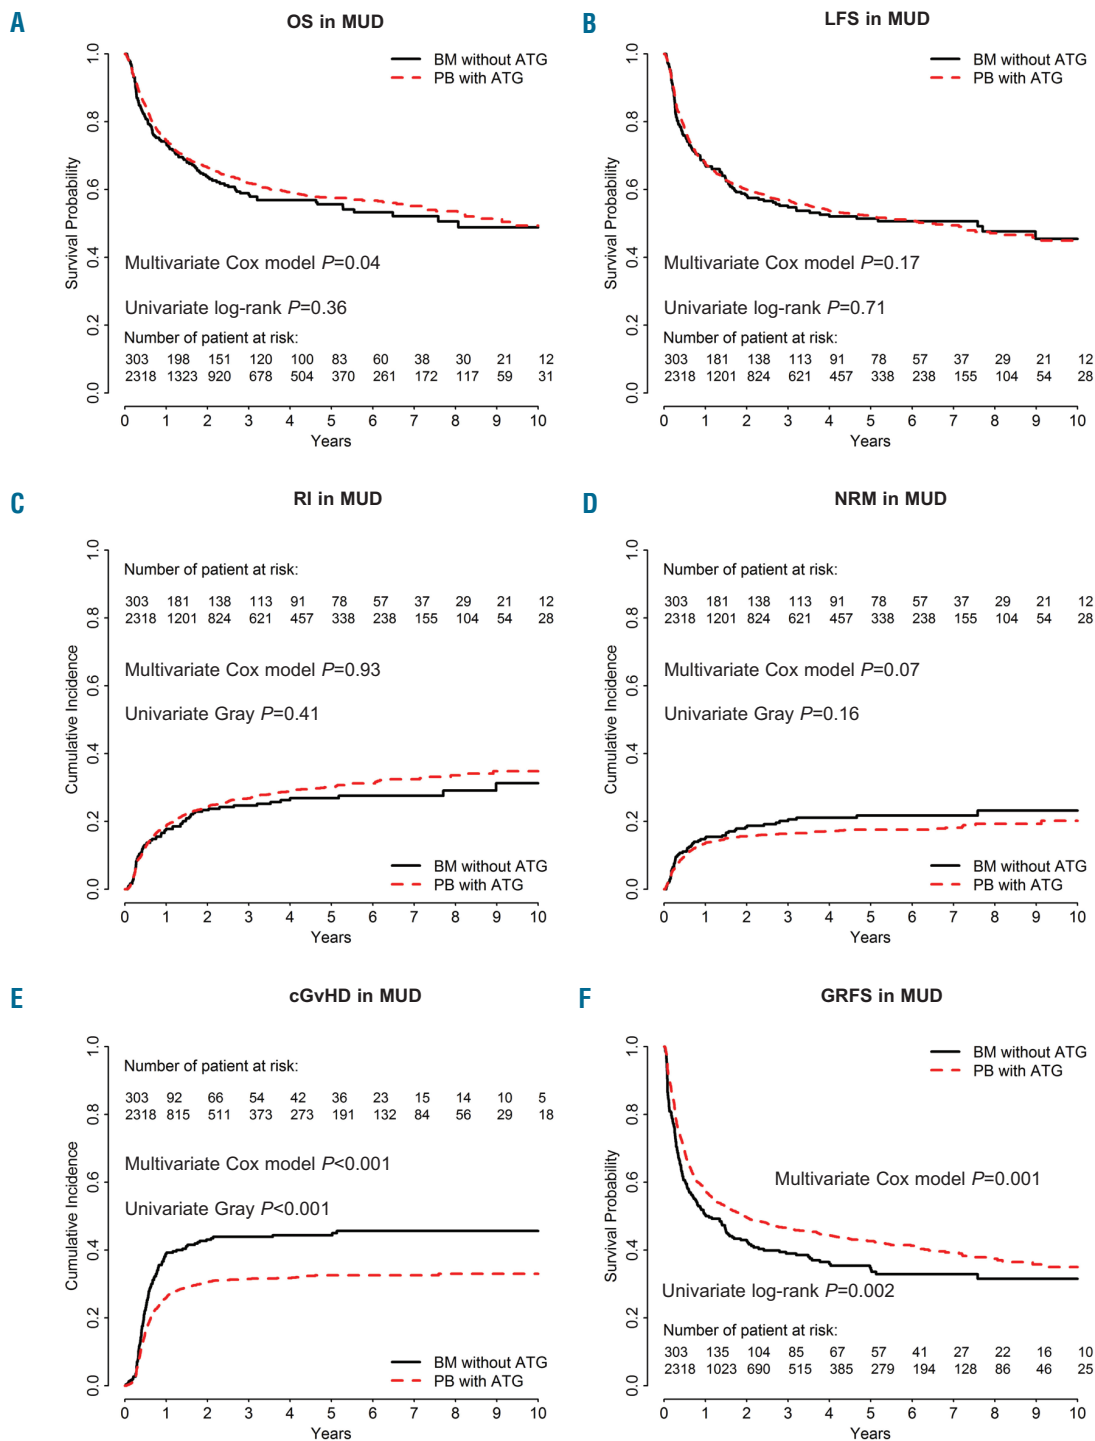 A
OS in MUD
BM without ATG
PB with ATG
1.0
0.8
0.6
0.4
0.2
0.0
Survival Probability
Multivariate Cox model P=0.04
Univariate log-rank P=0.36
Number of patient at risk:
303 198 151 120 100 83 60 38 30 21 12
2318 1323 920 678 504 370 261 172 117 59 31
0 1 2 3 4 5 6 7 8 9 10
Years
B
LFS in MUD
BM without ATG
PB with ATG
1.0
0.8
0.6
0.4
0.2
0.0
Survival Probability
Multivariate Cox model P=0.17
Univariate log-rank P=0.71
Number of patient at risk:
303 181 138 113 91 78 57 37 29 21 12
2318 1201 824 621 457 338 238 155 104 54 28
0 1 2 3 4 5 6 7 8 9 10
Years
C
RI in MUD
1.0
0.8
0.6
0.4
0.2
0.0
Cumulative Incidence
Number of patient at risk:
303 181 138 113 91 78 57 37 29 21 12
2318 1201 824 621 457 338 238 155 104 54 28
Multivariate Cox model P=0.93
Univariate Gray P=0.41
BM without ATG
PB with ATG
0 1 2 3 4 5 6 7 8 9 10
Years
D
NRM in MUD
1.0
0.8
0.6
0.4
0.2
0.0
Cumulative Incidence
Number of patient at risk:
303 181 138 113 91 78 57 37 29 21 12
2318 1201 824 621 457 338 238 155 104 54 28
Multivariate Cox model P=0.07
Univariate Gray P=0.16
BM without ATG
PB with ATG
0 1 2 3 4 5 6 7 8 9 10
Years
E
cGvHD in MUD
1.0
0.8
0.6
0.4
0.2
0.0
Cumulative Incidence
Number of patient at risk:
303 92 66 54 42 36 23 15 14 10 5
2318 815 511 373 273 191 132 84 56 29 18
Multivariate Cox model P<0.001
Univariate Gray P<0.001
BM without ATG
PB with ATG
0 1 2 3 4 5 6 7 8 9 10
Years
F
GRFS in MUD
BM without ATG
PB with ATG
1.0
0.8
0.6
0.4
0.2
0.0
Survival Probability
Multivariate Cox model P=0.001
Univariate log-rank P=0.002
Number of patient at risk:
303 135 104 85 67 57 41 27 22 16 10
2318 1023 690 515 385 279 194 128 86 46 25
0 1 2 3 4 5 6 7 8 9 10
Years